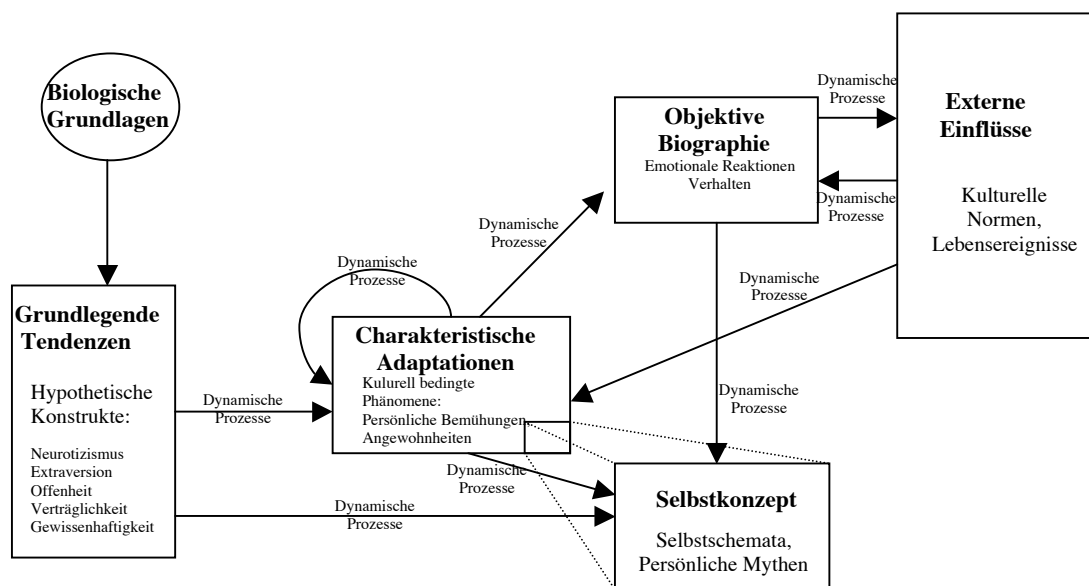 Biologische
Grundlagen
Grundlegende
Tendenzen
Hypothetische
Konstrukte:
Neurotizismus
Extraversion
Offenheit
Verträglichkeit
Gewissenhaftigkeit
Dynamische
Prozesse
Dynamische
Prozesse
Dynamische
Prozesse
Charakteristische
Adaptationen
Kulurell bedingte
Phänomene:
Persönliche Bemühungen
Angewohnheiten
Dynamische
Prozesse
Dynamische
Prozesse
Objektive
Biographie
Emotionale Reaktionen
Verhalten
Dynamische
Prozesse
Dynamische
Prozesse
Externe
Einflüsse
Kulturelle
Normen,
Lebensereignisse
Dynamische
Prozesse
Dynamische
Prozesse
Selbstkonzept
Selbstschemata,
Persönliche Mythen